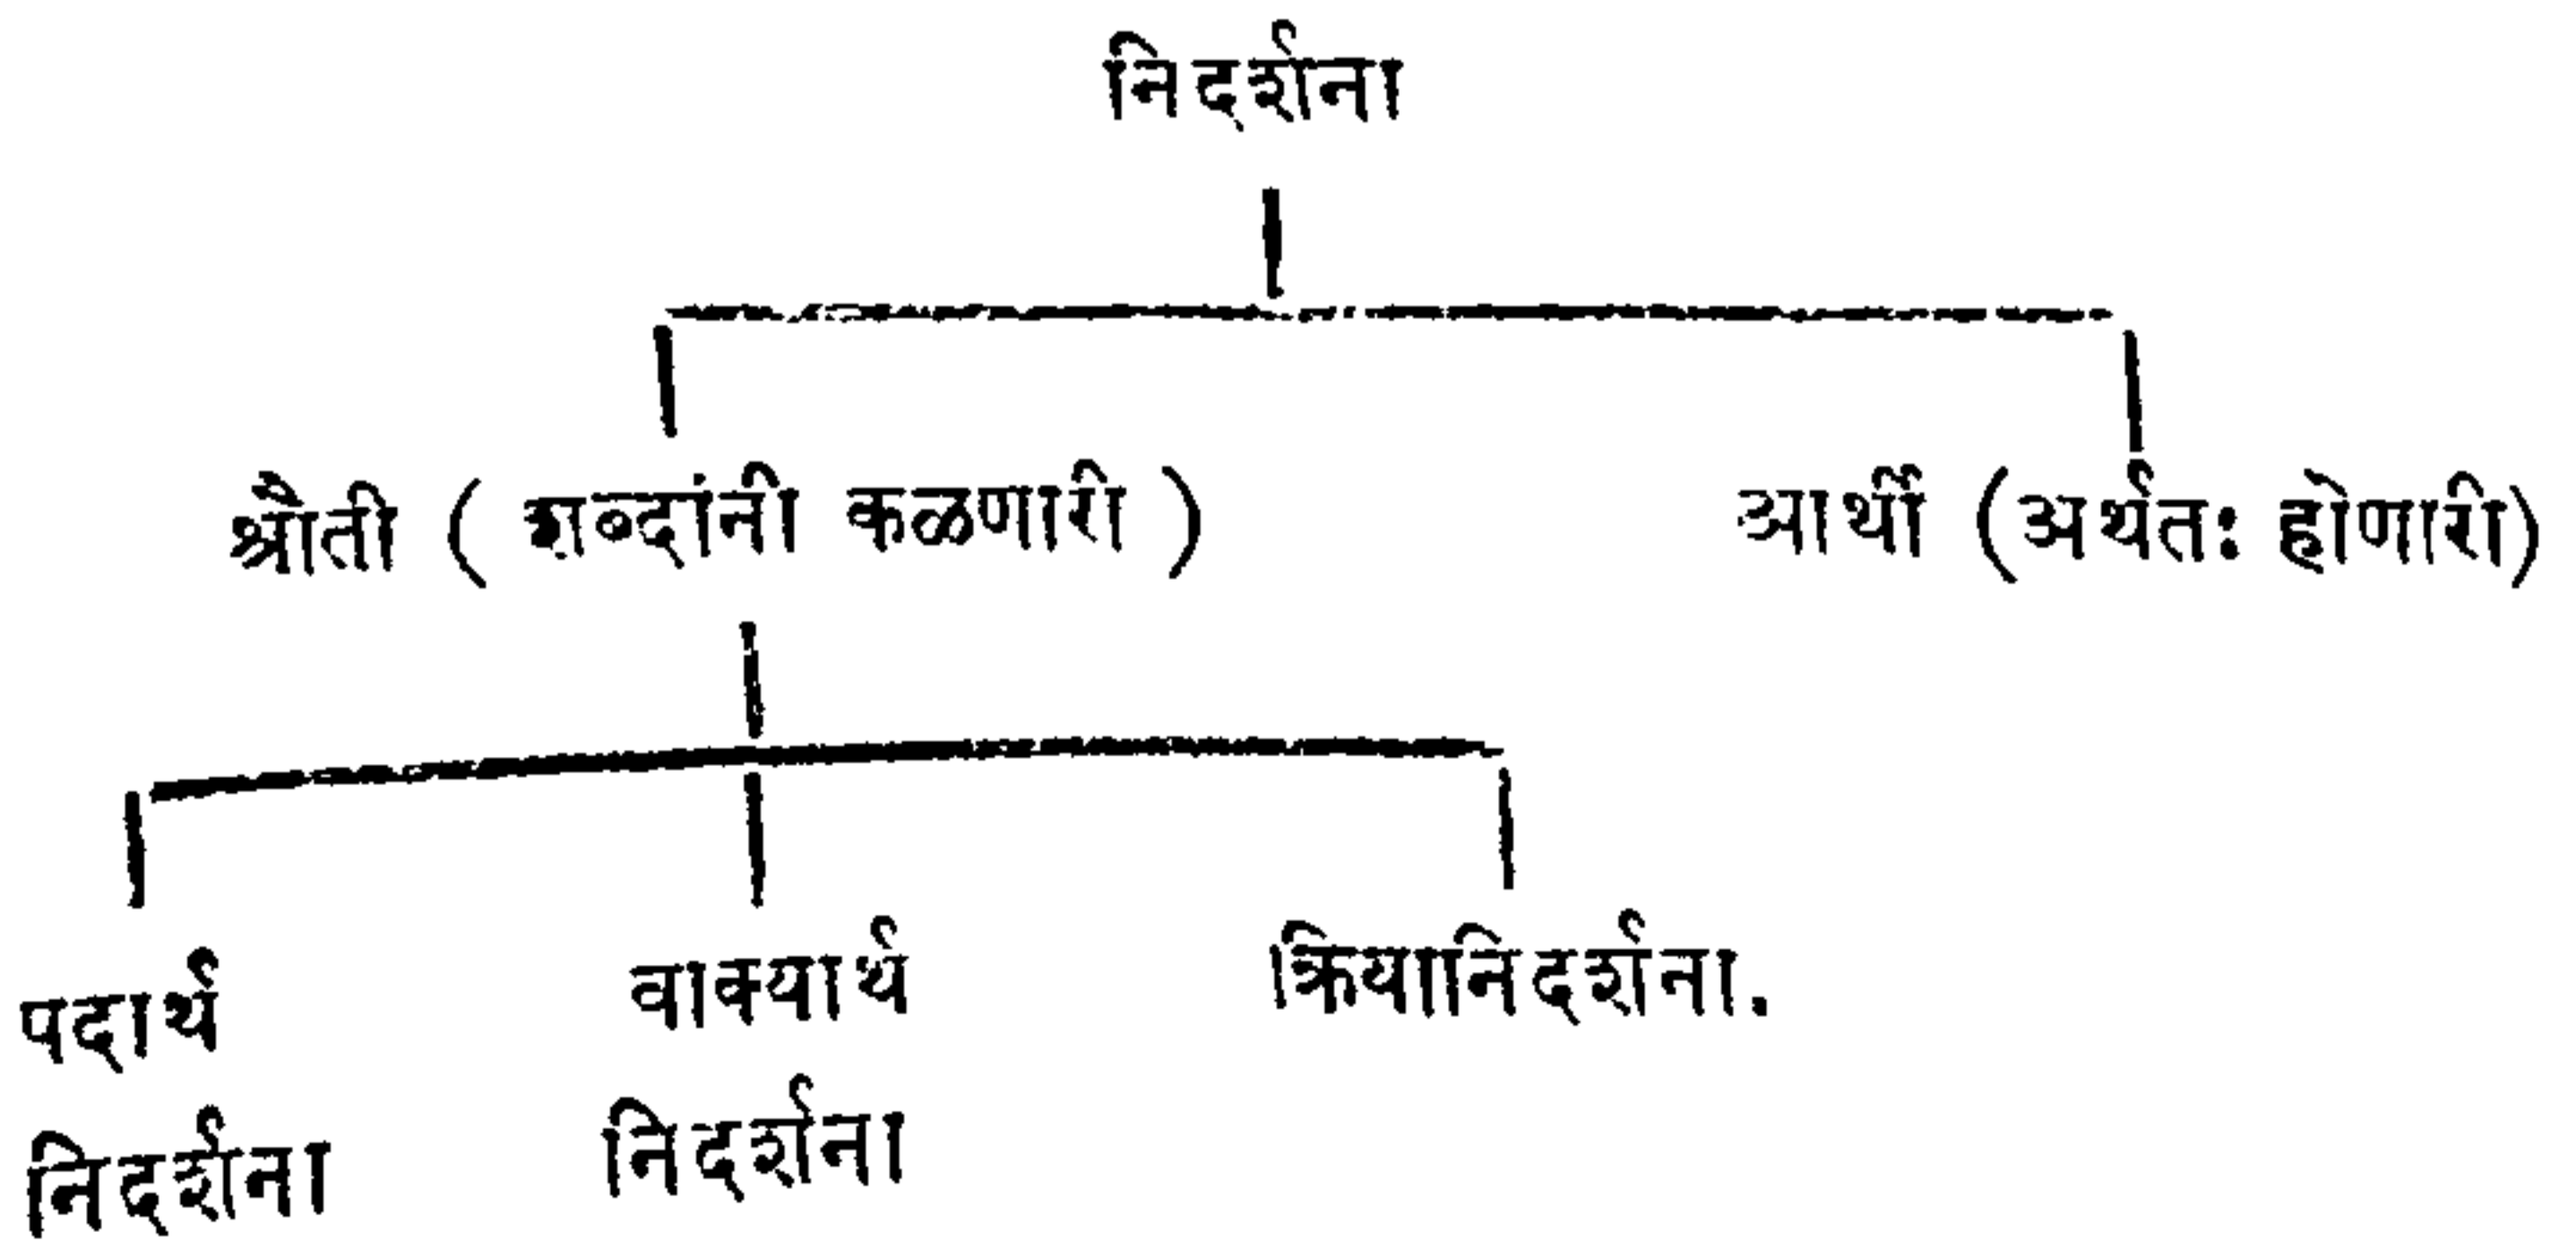 निदर्शना
श्रौती ( शब्दांनी कळणारी ) आर्थी (अर्थतः होणारी)
पदार्थ वाक्यार्थ क्रियानिदर्शना.
निदर्शना निदर्शना